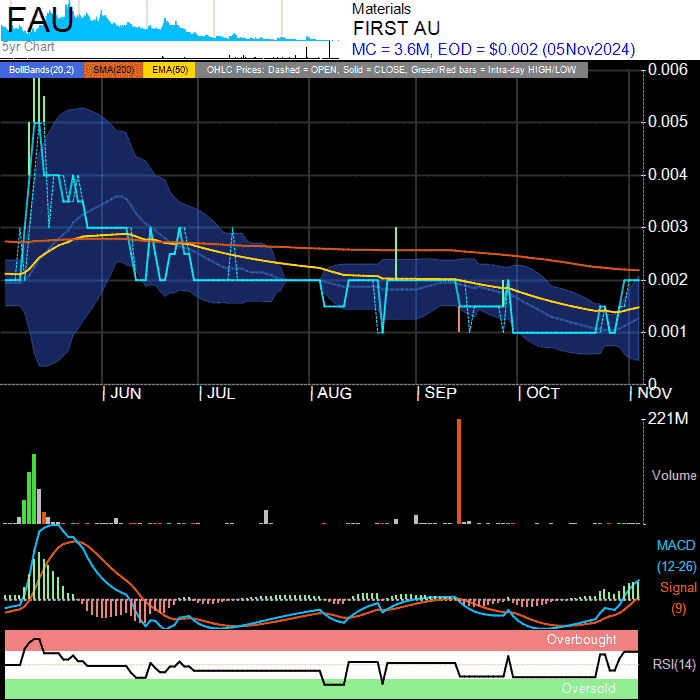 FAU
5yr Chart
Materials
FIRST AU
MC = 3.6M, EOD = $0.002 (05Nov2024)
BollBands(20,2) SMA(200) EMA(50) OHLC Prices: Dashed = OPEN, Solid = CLOSE, Green/Red bars = Intra-day HIGH/LOW
0.006
0.005
0.004
0.003
0.002
0.001
0
JUN JUL AUG SEP OCT NOV
221M
Volume
MACD
(12-26)
Signal
(9)
Overbought
RSI(14)
Oversold